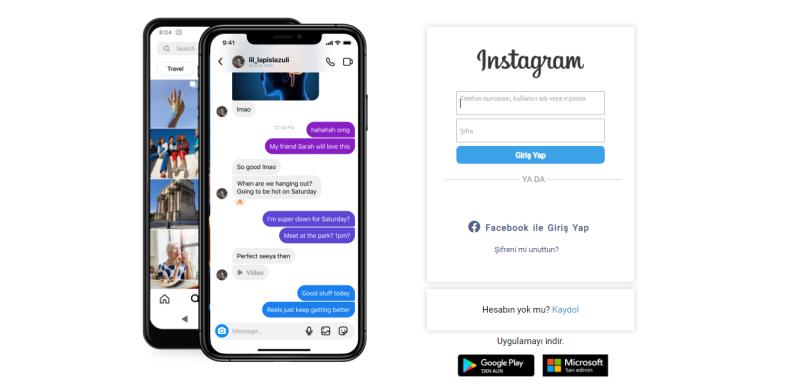 8:04
Search
Travel
9:41
lil_lapislazuli
lmao
12:34 PM
hahahah omg
My friend Sarah will love this
So good lmao
When are we hanging out?
Going to be hot on Saturday
I'm super down for Saturday?
Meet at the park? 1pm?
Perfect seeya then
Video
Good stuff today
Reels just keep getting better
Message...
Instagram
Telefon numarası, kullanıcı adı veya e-posta
Şifre
Giriş Yap
YA DA
Facebook ile Giriş Yap
Şifreni mi unuttun?
Hesabın yok mu? Kaydol
Uygulamayı indir.
Google Play
'DEN ALIN
Microsoft
'tan edinin